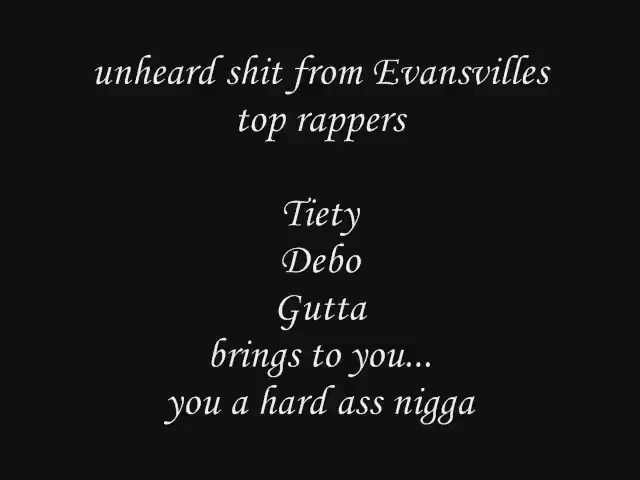 unheard shit from Evansvilles
top rappers
Tiety
Debo
Gutta
brings to you...
you a hard ass nigga